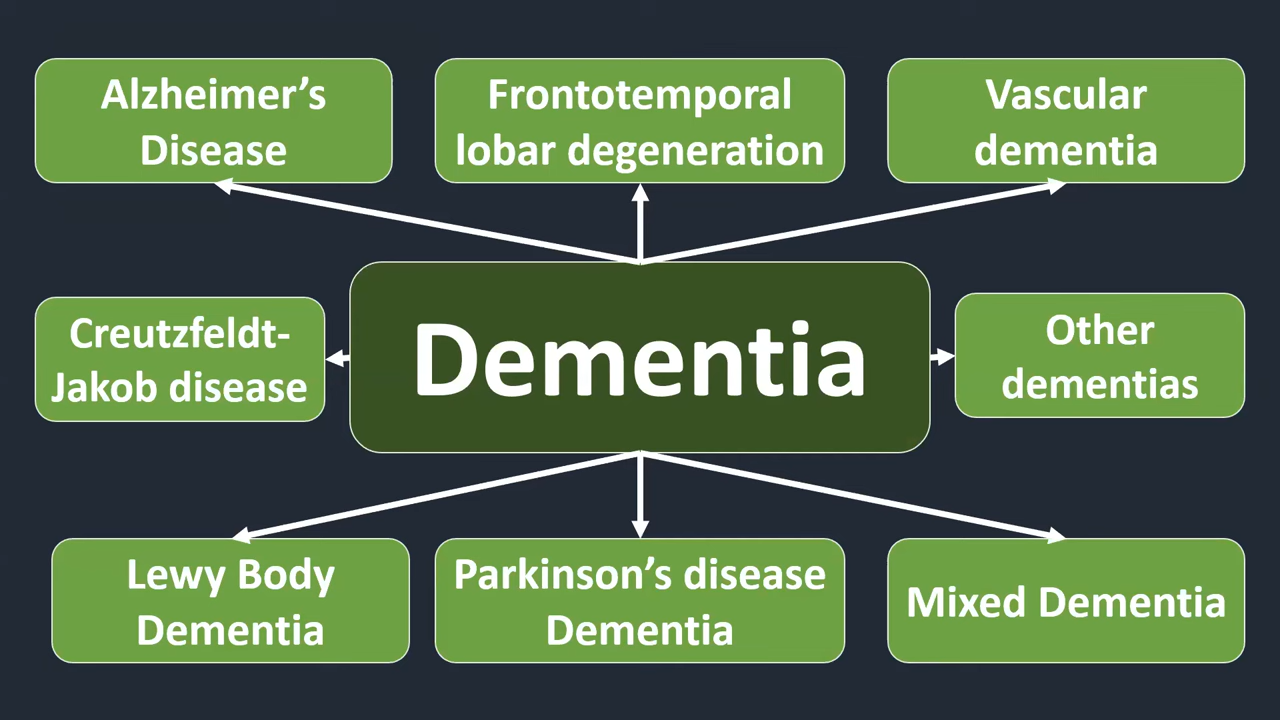 Alzheimer’s
Disease
Frontotemporal
lobar degeneration
Vascular
dementia
Creutzfeldt-
Jakob disease
Dementia
Other
dementias
Lewy Body
Dementia
Parkinson’s disease
Dementia
Mixed Dementia